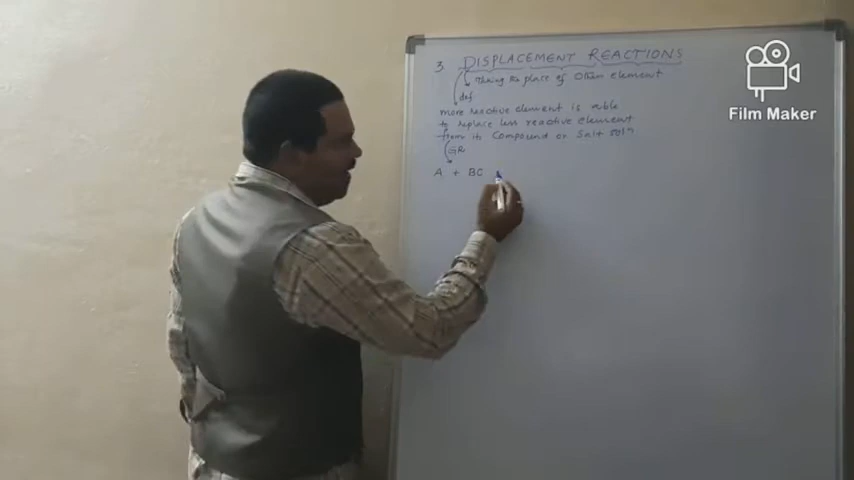 3 DISPLACEMENT REACTIONS
Taking the place of Other element
def
more reactive element is able
to replace less reactive element
from its Compound or Salt solⁿ
GR
A + BC
Film Maker